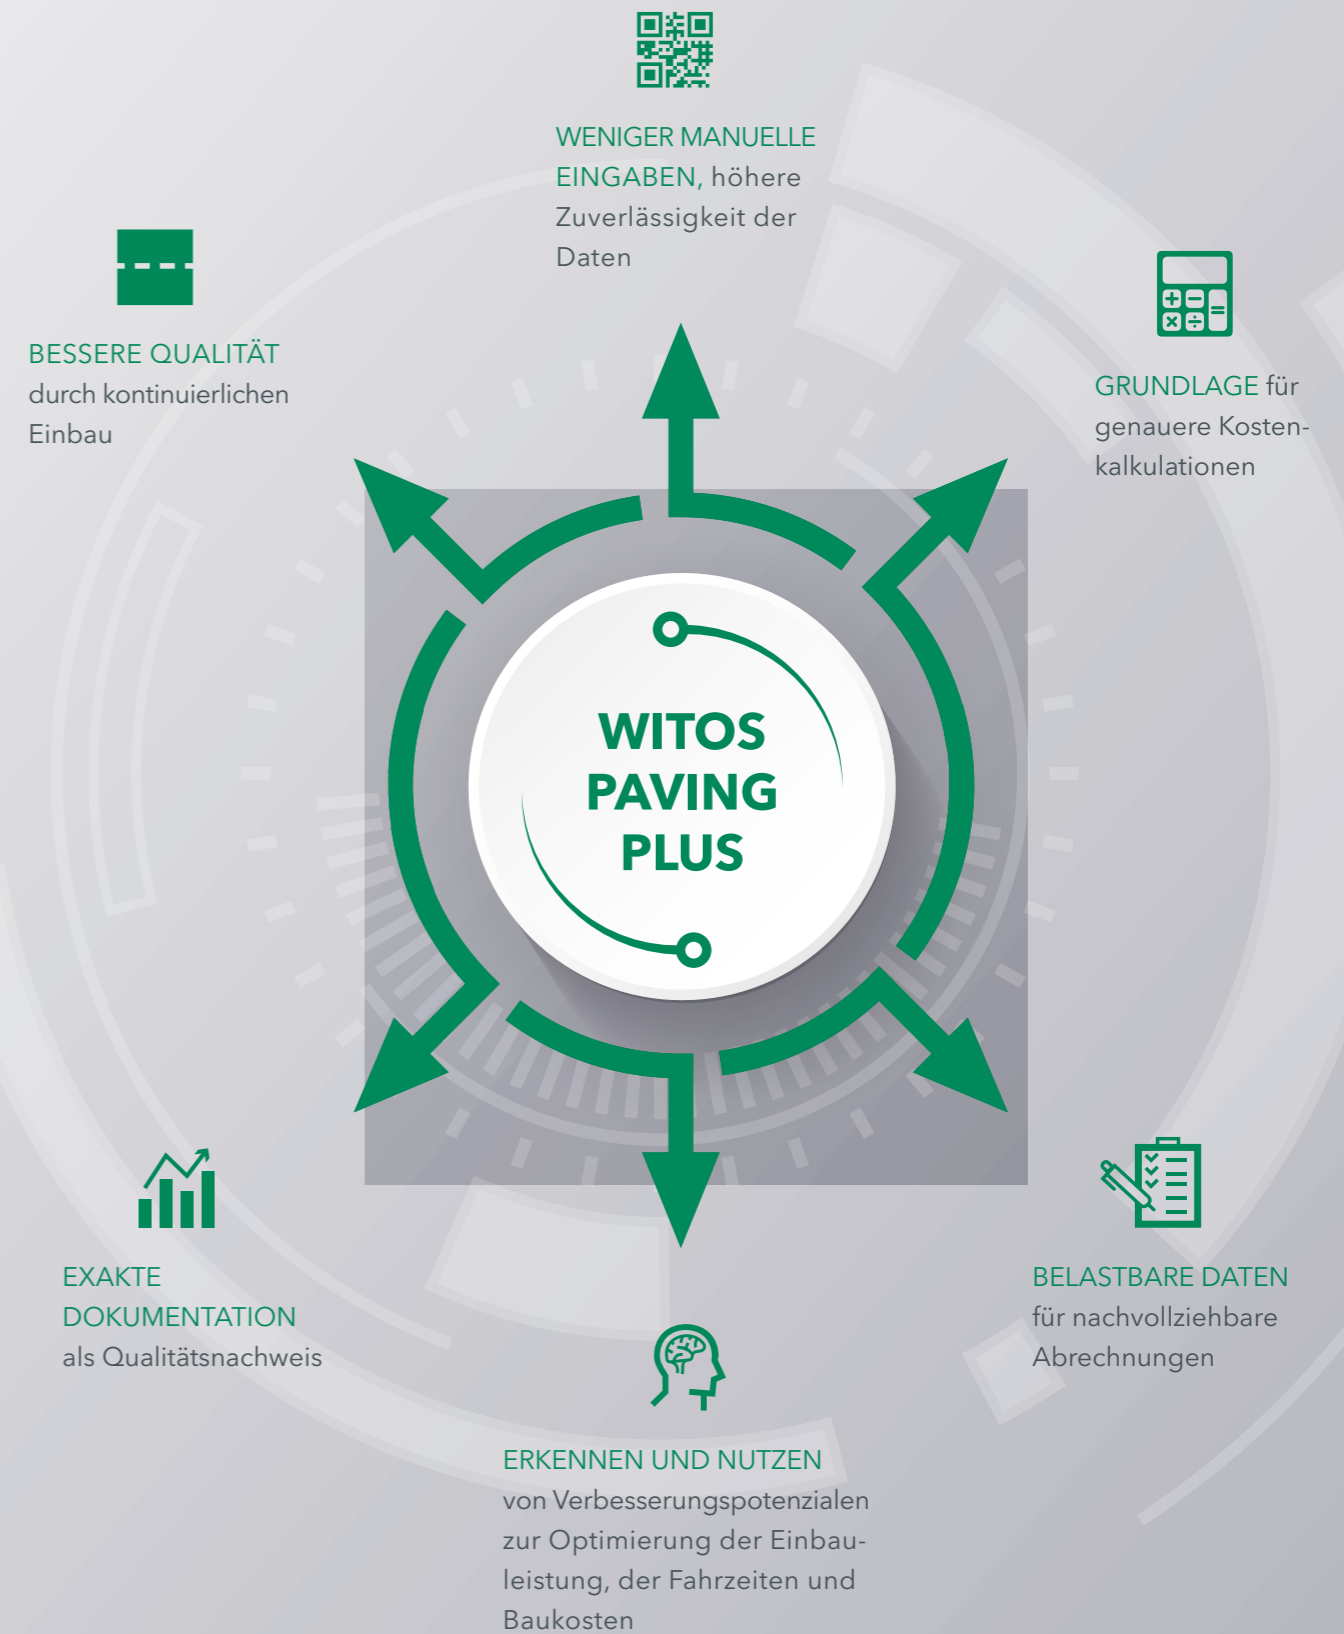 WENIGER MANUELLE
EINGABEN, höhere
Zuverlässigkeit der
Daten
BESSERE QUALITÄT
durch kontinuierlichen
Einbau
GRUNDLAGE für
genauere Kosten-
kalkulationen
WITOS
PAVING
PLUS
EXAKTE
DOKUMENTATION
als Qualitätsnachweis
BELASTBARE DATEN
für nachvollziehbare
Abrechnungen
ERKENNEN UND NUTZEN
von Verbesserungspotenzialen
zur Optimierung der Einbau-
leistung, der Fahrzeiten und
Baukosten